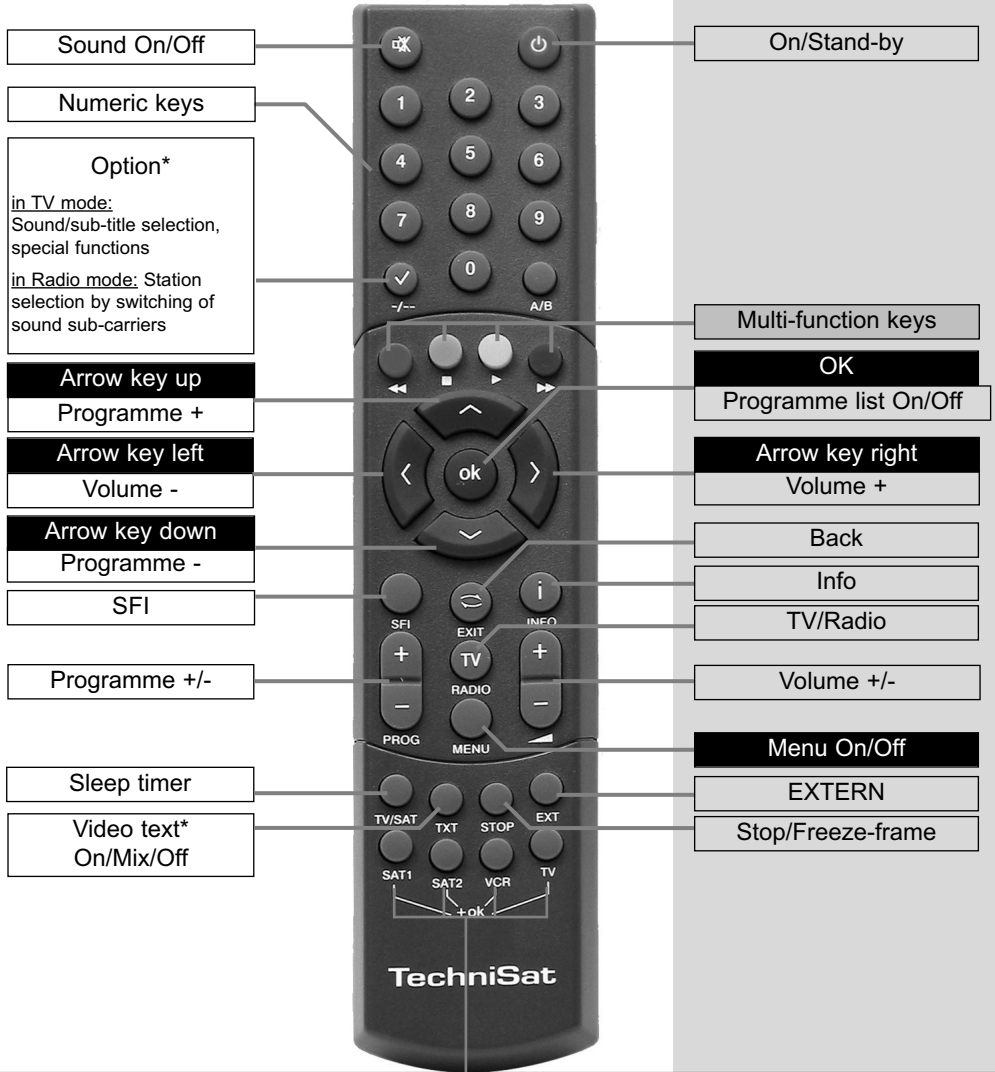 Sound On/Off
On/Stand-by
Numeric keys
1 2 3
4 5 6
7 8 9
0
-/--
A/B
Option*
in TV mode:
Sound/sub-title selection,
special functions
in Radio mode: Station
selection by switching of
sound sub-carriers
Multi-function keys
Arrow key up
Programme +
OK
Programme list On/Off
Arrow key left
Volume -
ok
Arrow key right
Volume +
Arrow key down
Programme -
Back
SFI
Info
i
SFI
EXIT
INFO
TV/Radio
+
TV
+
Programme +/-
RADIO
Volume +/-
-
-
PROG
MENU
Menu On/Off
Sleep timer
EXTERN
TV/SAT
TXT
STOP
EXT
Video text*
On/Mix/Off
Stop/Freeze-frame
SAT1
SAT2
VCR
TV
+ok
TechniSat